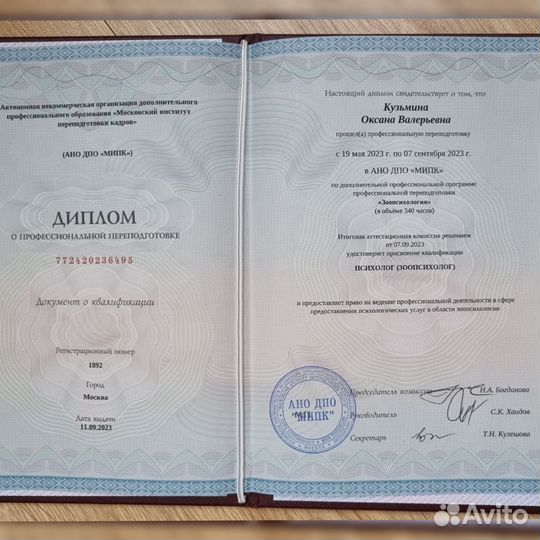 Автономная некоммерческая организация дополнительного
профессионального образования «Московский институт
переподготовки кадров»
(АНО ДПО «МИПК»)
ДИПЛОМ
О ПРОФЕССИОНАЛЬНОЙ ПЕРЕПОДГОТОВКЕ
772420236495
Документ о квалификации
Регистрационный номер
1892
Город
Москва
Дата выдачи
11.09.2023
Настоящий диплом свидетельствует о том, что
Кузьмина
Оксана Валерьевна
прошел(а) профессиональную переподготовку
с 19 мая 2023 г. по 07 сентября 2023 г.
в АНО ДПО «МИПК»
по дополнительной профессиональной программе
профессиональной переподготовки
«Зоопсихология»
(в объёме 340 часов)
Итоговая аттестационная комиссия решением
от 07.09.2023
удостоверяет присвоение квалификации
ПСИХОЛОГ (ЗООПСИХОЛОГ)
и предоставляет право на ведение профессиональной деятельности в сфере
предоставления психологических услуг в области зоопсихологии
Председатель комиссии Н.А. Богданова
Руководитель С.К. Хаидов
Секретарь Т.Н. Кулешова
АНО ДПО
"МИПК"
Avito